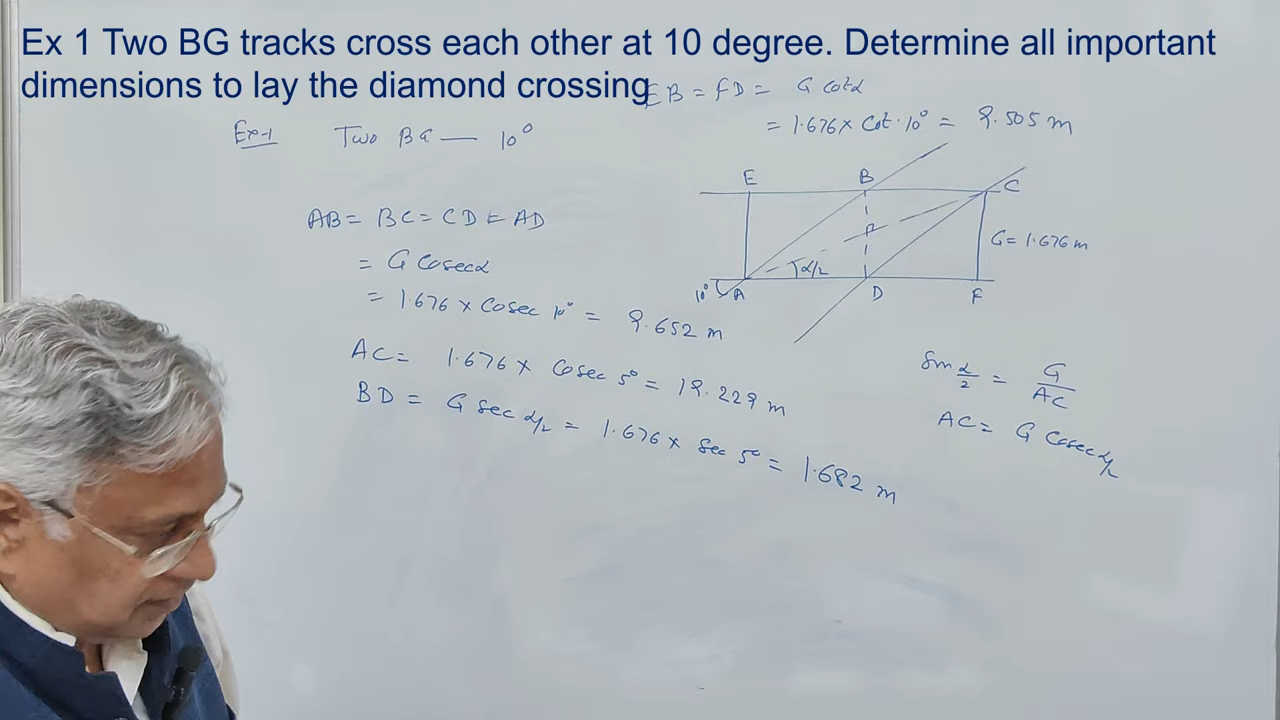 Ex 1 Two BG tracks cross each other at 10 degree. Determine all important
dimensions to lay the diamond crossing
EB = FD = G cotα
= 1.676 × Cot·10° = 9.505 m
Ex-1 Two BG — 10°
E B C
AB = BC = CD = AD
G = 1.676 m
= G Cosecα
α/2
10° A D F
= 1.676 × Cosec 10° = 9.652 m
AC = 1.676 × Cosec 5° = 19.229 m
Sin α/2 = G/AC
BD = G sec α/2 = 1.676 × Sec 5° = 1.682 m
AC = G Cosec α/2